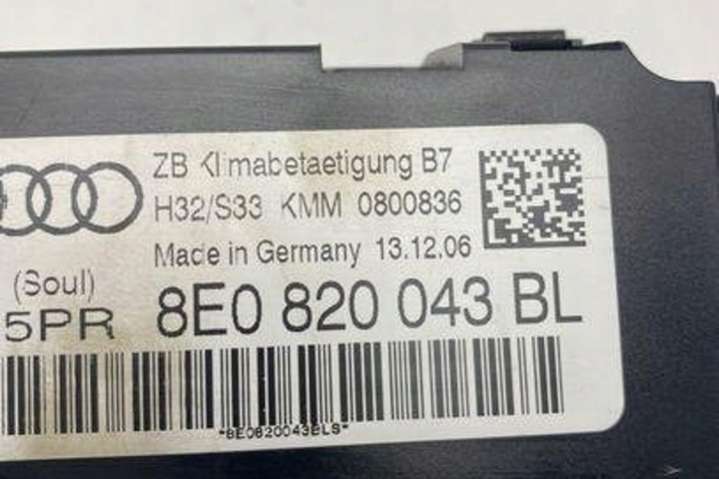 ZB Klimabetaetigung B7
H32/S33 KMM 0800836
Made in Germany 13.12.06
(Soul)
5PR 8E0 820 043 BL
*8E0820043BLS*